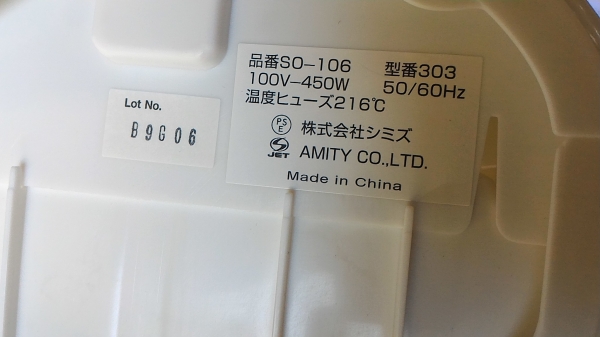 品番SO-106 型番303
100V-450W 50/60Hz
温度ヒューズ216℃
PSE 株式会社シミズ
JET AMITY CO.,LTD.
Made in China
Lot No.
B9G06